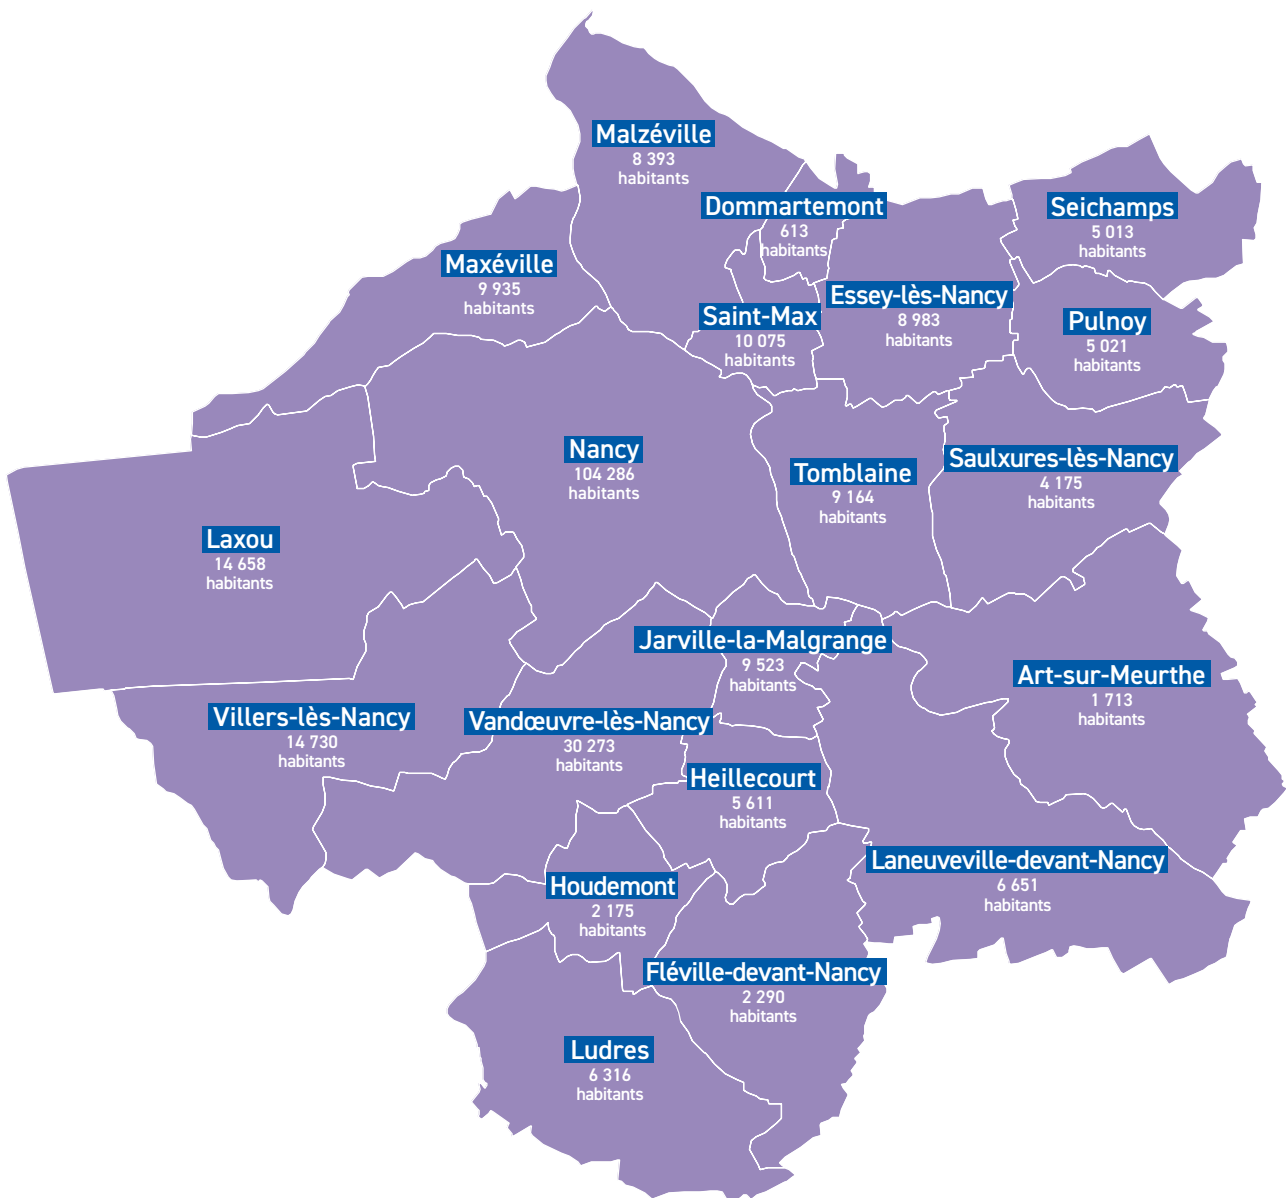 Malzéville
8 393
habitants
Dommartemont
613
habitants
Seichamps
5 013
habitants
Maxéville
9 935
habitants
Essey-lès-Nancy
8 983
habitants
Saint-Max
10 075
habitants
Pulnoy
5 021
habitants
Nancy
104 286
habitants
Tomblaine
9 164
habitants
Saulxures-lès-Nancy
4 175
habitants
Laxou
14 658
habitants
Jarville-la-Malgrange
9 523
habitants
Art-sur-Meurthe
1 713
habitants
Villers-lès-Nancy
14 730
habitants
Vandœuvre-lès-Nancy
30 273
habitants
Heillecourt
5 611
habitants
Laneuveville-devant-Nancy
6 651
habitants
Houdemont
2 175
habitants
Fléville-devant-Nancy
2 290
habitants
Ludres
6 316
habitants